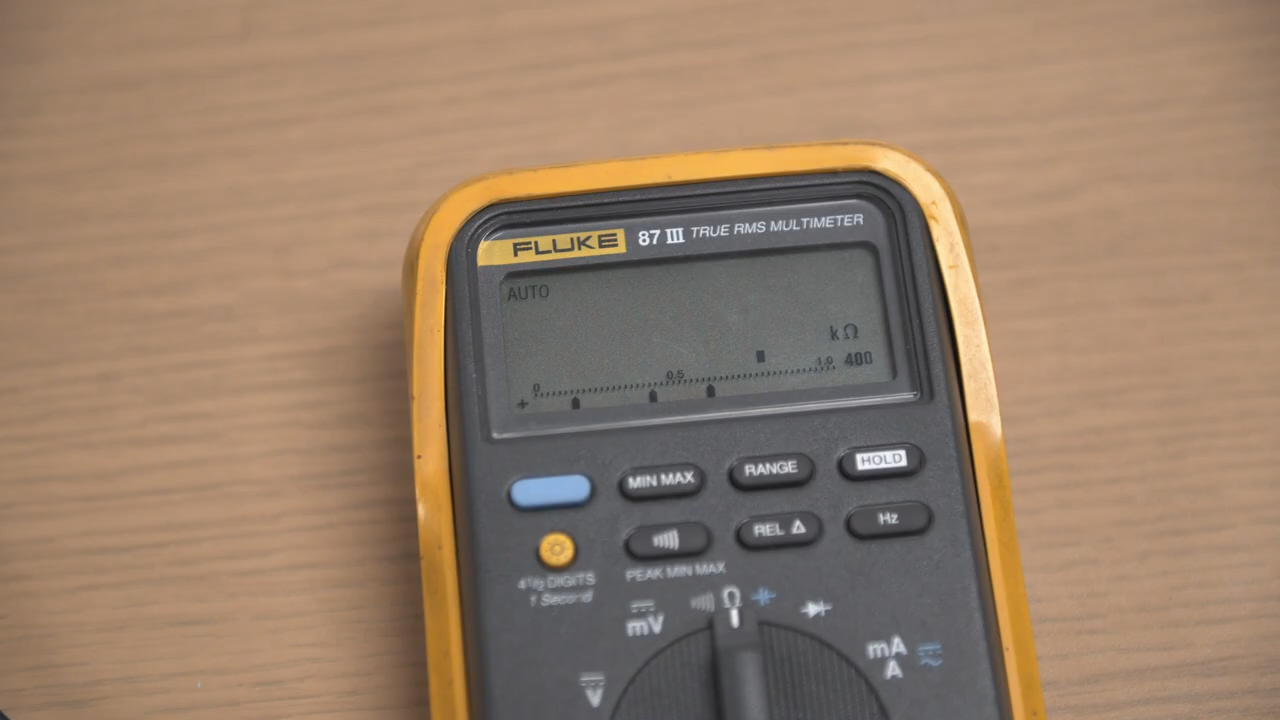 FLUKE 87 III TRUE RMS MULTIMETER
AUTO
kΩ
0 0.5 1.0 400
+
MIN MAX RANGE HOLD
REL Δ Hz
4½ DIGITS
1 Second
PEAK MIN MAX
mV Ω
mA
A
V